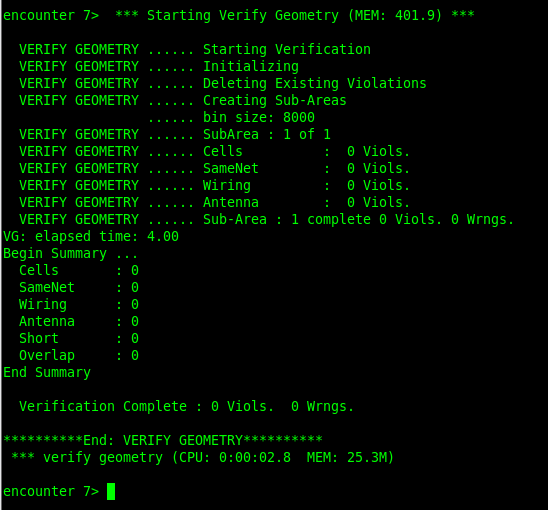 encounter 7>  *** Starting Verify Geometry (MEM: 401.9) ***

  VERIFY GEOMETRY ...... Starting Verification
  VERIFY GEOMETRY ...... Initializing
  VERIFY GEOMETRY ...... Deleting Existing Violations
  VERIFY GEOMETRY ...... Creating Sub-Areas
                  ...... bin size: 8000
  VERIFY GEOMETRY ...... SubArea : 1 of 1
  VERIFY GEOMETRY ...... Cells          :  0 Viols.
  VERIFY GEOMETRY ...... SameNet        :  0 Viols.
  VERIFY GEOMETRY ...... Wiring         :  0 Viols.
  VERIFY GEOMETRY ...... Antenna        :  0 Viols.
  VERIFY GEOMETRY ...... Sub-Area : 1 complete 0 Viols. 0 Wrngs.
VG: elapsed time: 4.00
Begin Summary ...
  Cells       : 0
  SameNet     : 0
  Wiring      : 0
  Antenna     : 0
  Short       : 0
  Overlap     : 0
End Summary

  Verification Complete : 0 Viols.  0 Wrngs.

**********End: VERIFY GEOMETRY**********
 *** verify geometry (CPU: 0:00:02.8  MEM: 25.3M)

encounter 7>